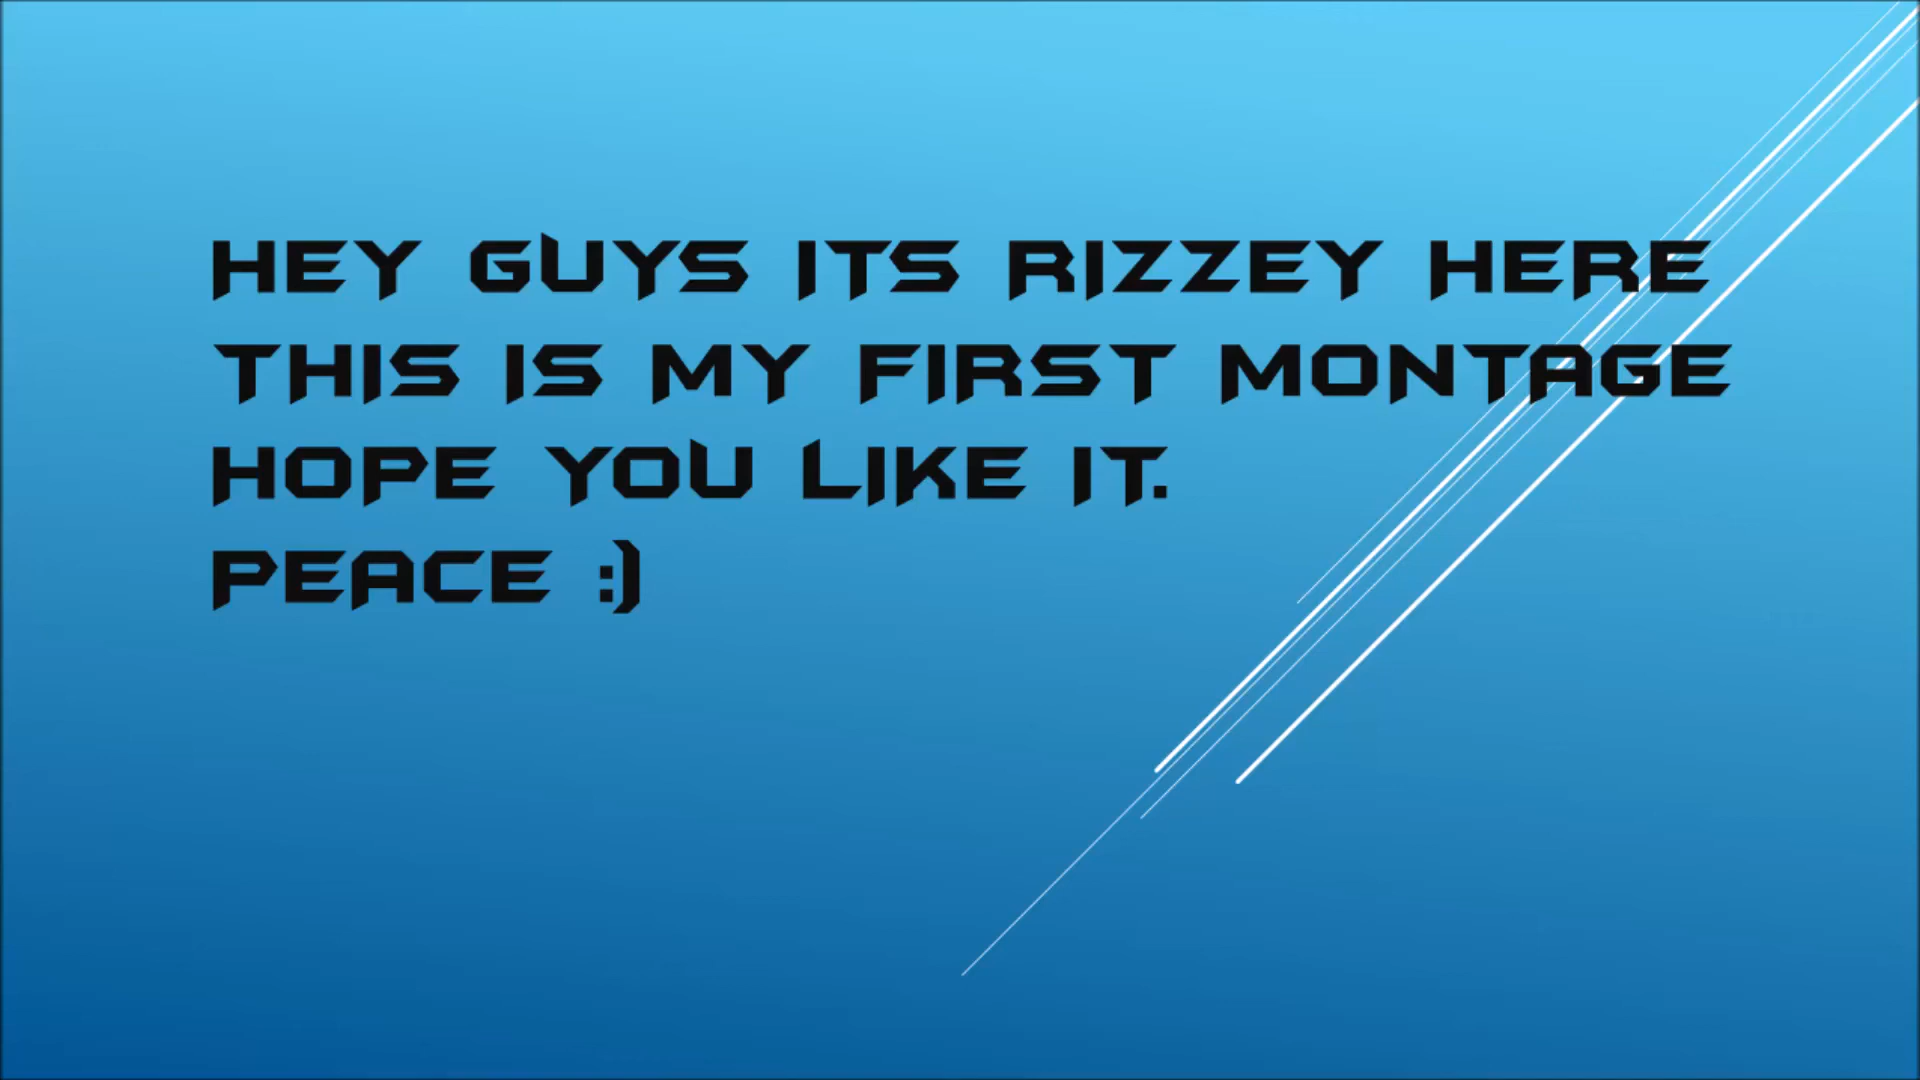 HEY GUYS ITS RIZZEY HERE
THIS IS MY FIRST MONTAGE
HOPE YOU LIKE IT.
PEACE :)